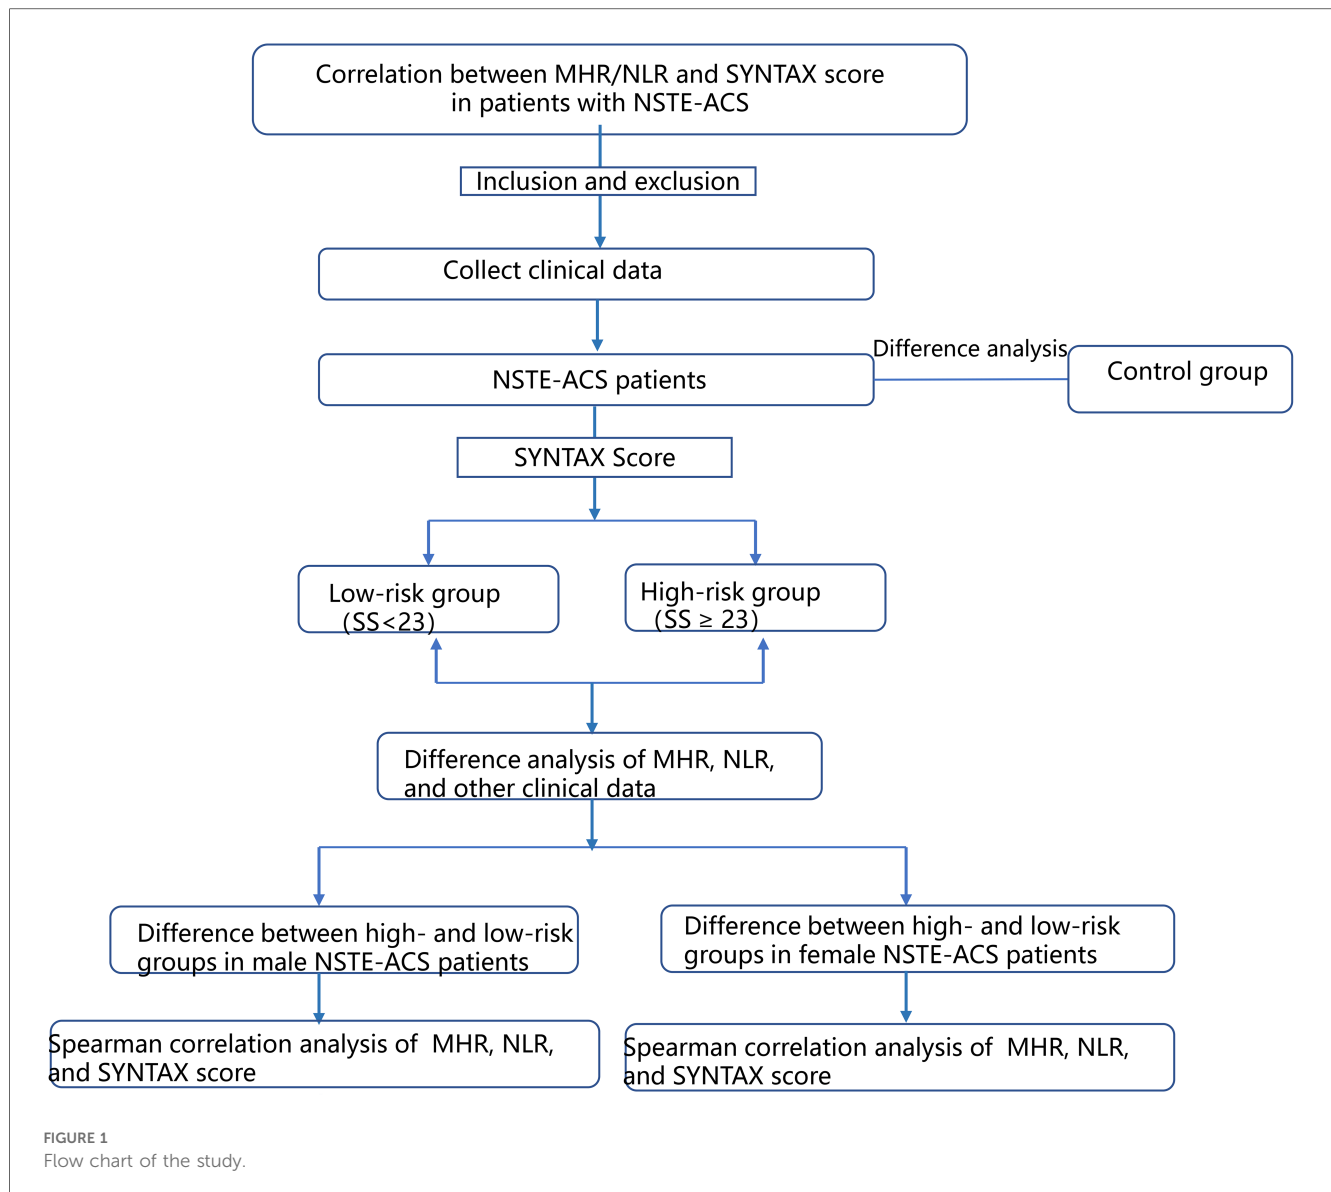 Correlation between MHR/NLR and SYNTAX score
in patients with NSTE-ACS
Inclusion and exclusion
Collect clinical data
NSTE-ACS patients
Difference analysis
Control group
SYNTAX Score
Low-risk group
(SS<23)
High-risk group
(SS ≥ 23)
Difference analysis of MHR, NLR,
and other clinical data
Difference between high- and low-risk
groups in male NSTE-ACS patients
Difference between high- and low-risk
groups in female NSTE-ACS patients
Spearman correlation analysis of MHR, NLR,
and SYNTAX score
Spearman correlation analysis of MHR, NLR,
and SYNTAX score
FIGURE 1
Flow chart of the study.